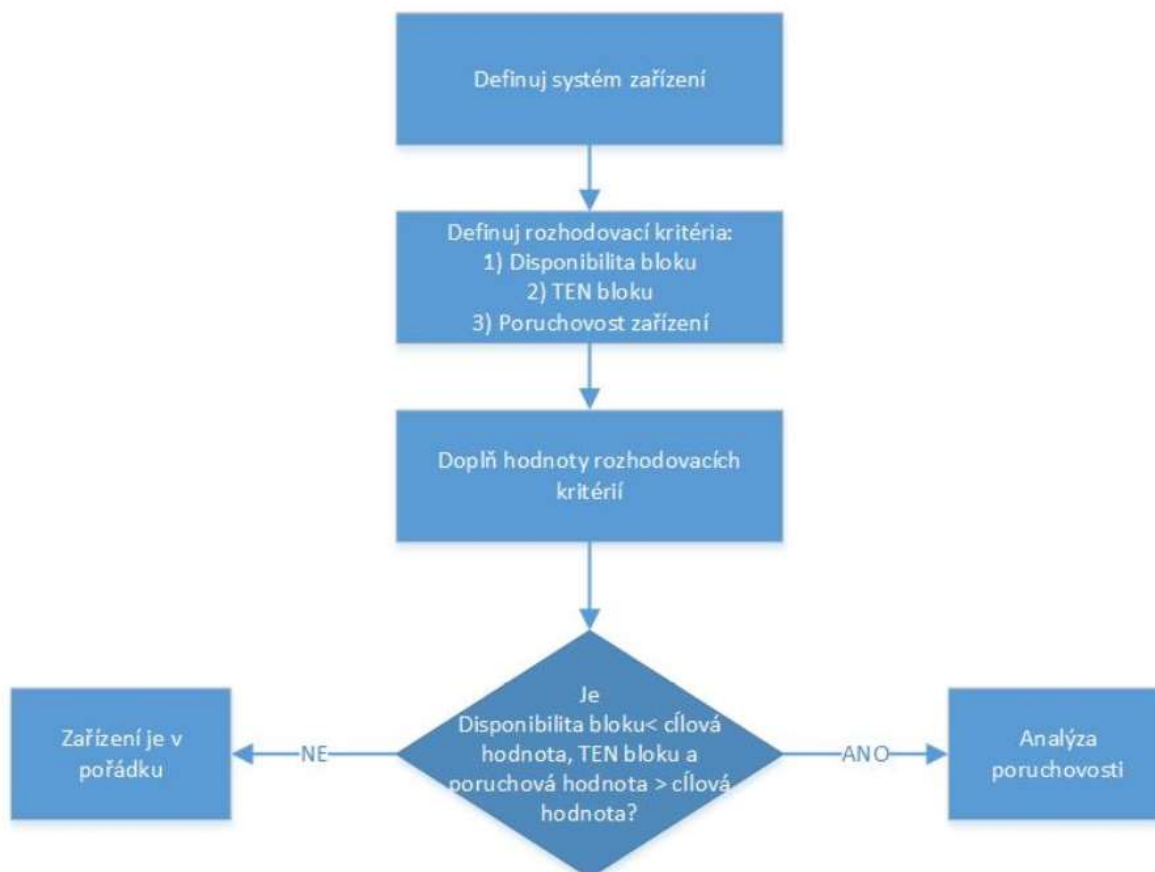 Definuj systém zařízení
Definuj rozhodovací kritéria:
1) Disponibilita bloku
2) TEN bloku
3) Poruchovost zařízení
Doplň hodnoty rozhodovacích
kritérií
Je
Disponibilita bloku< cÍlová
hodnota, TEN bloku a
poruchová hodnota > cÍlová
hodnota?
NE
Zařízení je v
pořádku
ANO
Analýza
poruchovosti